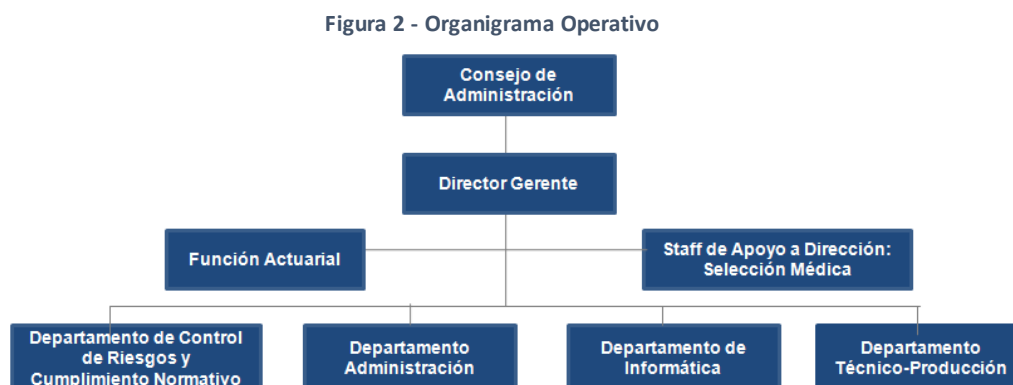 Figura 2 - Organigrama Operativo
Consejo de
Administración
Director Gerente
Función Actuarial
Staff de Apoyo a Dirección:
Selección Médica
Departamento de Control
de Riesgos y
Cumplimiento Normativo
Departamento
Administración
Departamento de
Informática
Departamento
Técnico-Producción